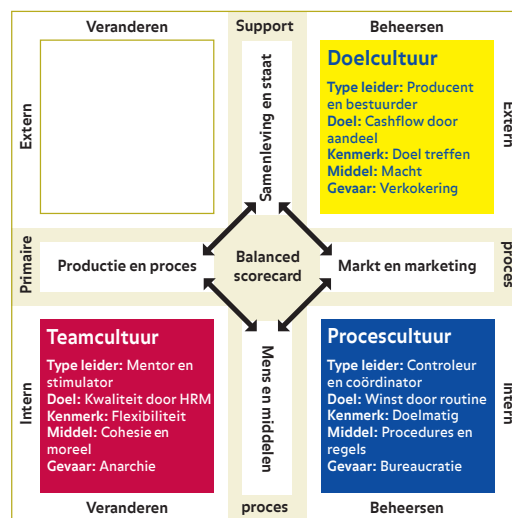 Veranderen
Support
Beheersen
Extern
Samenleving en staat
Doelcultuur
Type leider: Producent
en bestuurder
Doel: Cashflow door
aandeel
Kenmerk: Doel treffen
Middel: Macht
Gevaar: Verkokering
Extern
Primaire
Productie en proces
Balanced
scorecard
Markt en marketing
proces
Intern
Teamcultuur
Type leider: Mentor en
stimulator
Doel: Kwaliteit door HRM
Kenmerk: Flexibiliteit
Middel: Cohesie en
moreel
Gevaar: Anarchie
Mens en middelen
Procescultuur
Type leider: Controleur
en coördinator
Doel: Winst door routine
Kenmerk: Doelmatig
Middel: Procedures en
regels
Gevaar: Bureaucratie
Intern
Veranderen
proces
Beheersen